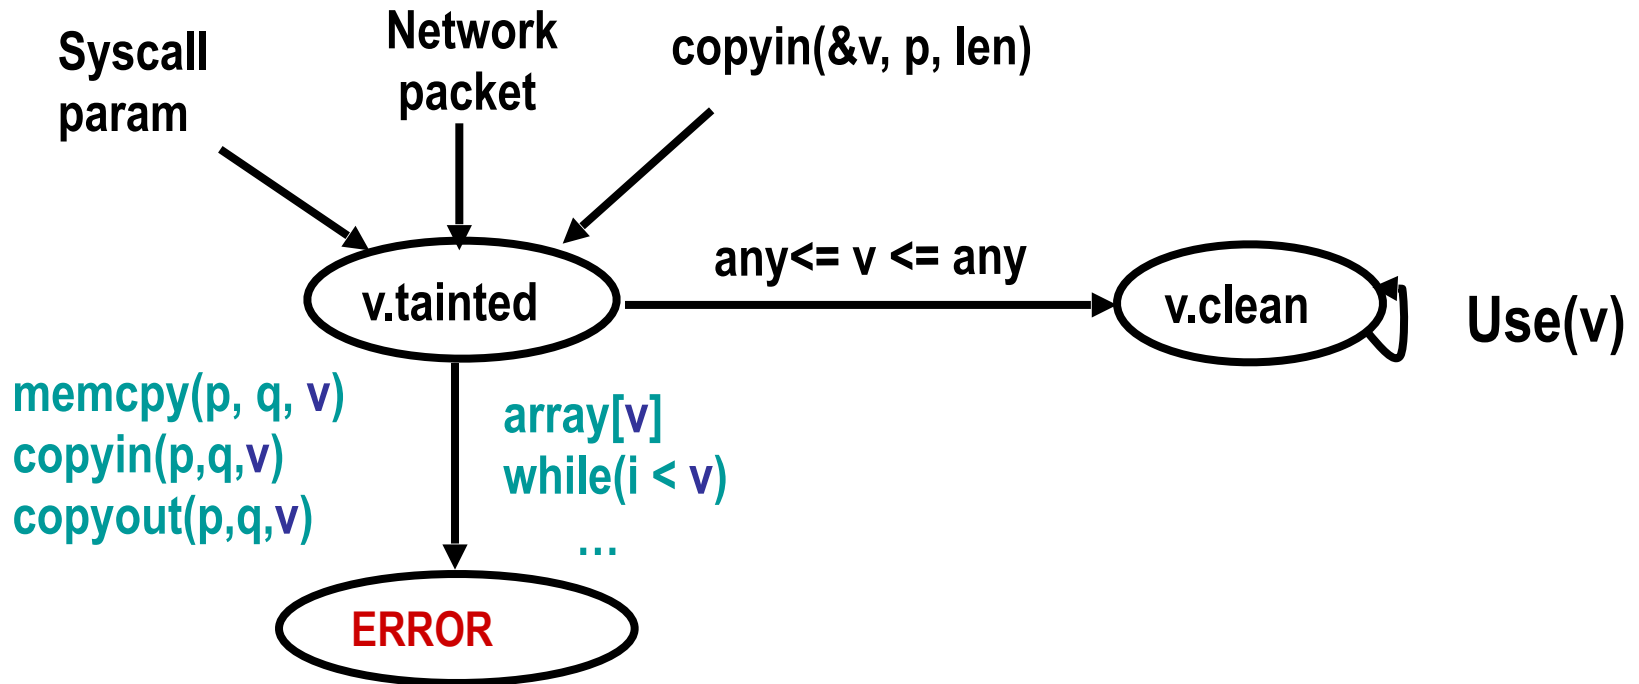 Syscall
param
Network
packet
copyin(&v, p, len)
any<= v <= any
v.tainted
v.clean
Use(v)
memcpy(p, q, v)
copyin(p,q,v)
copyout(p,q,v)
array[v]
while(i < v)
...
ERROR